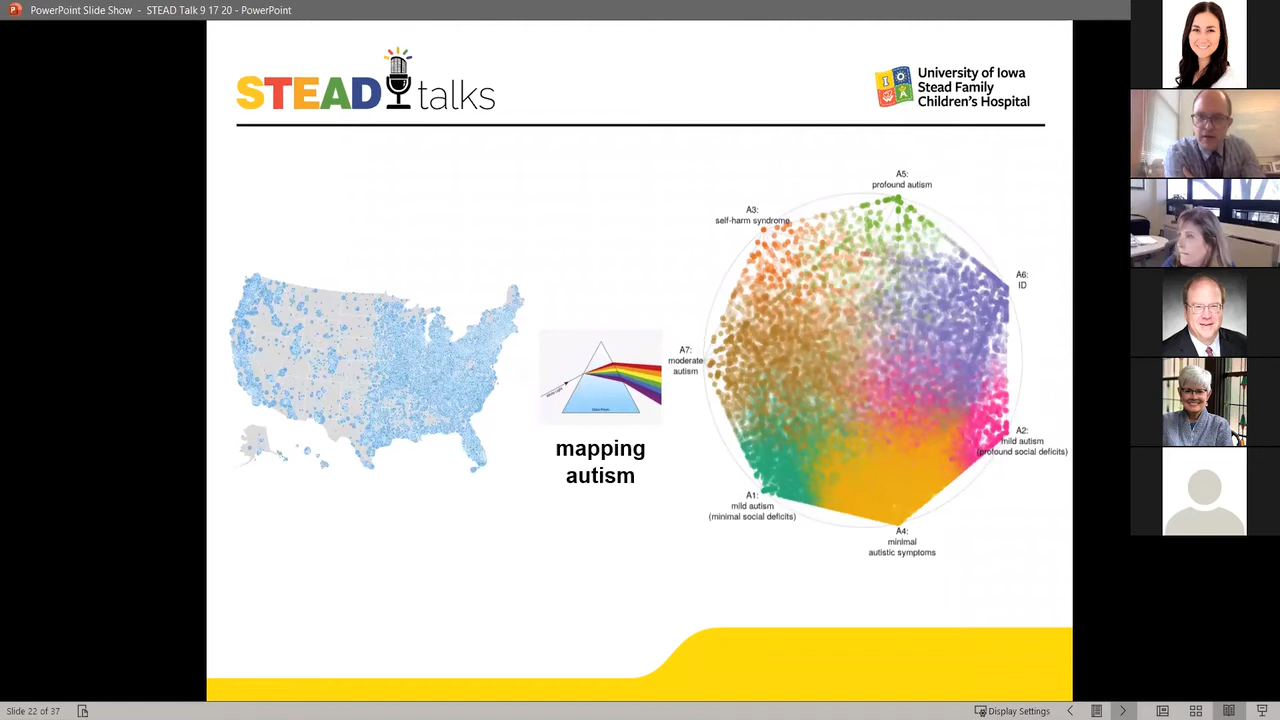 PowerPoint Slide Show - STEAD Talk 9 17 20 - PowerPoint
STEAD talks
University of Iowa
Stead Family
Children's Hospital
A5:
profound autism
A3:
self-harm syndrome
A6:
ID
A7:
moderate
autism
mapping
autism
A2:
mild autism
(profound social deficits)
A1:
mild autism
(minimal social deficits)
A4:
minimal
autistic symptoms
Slide 22 of 37
Display Settings